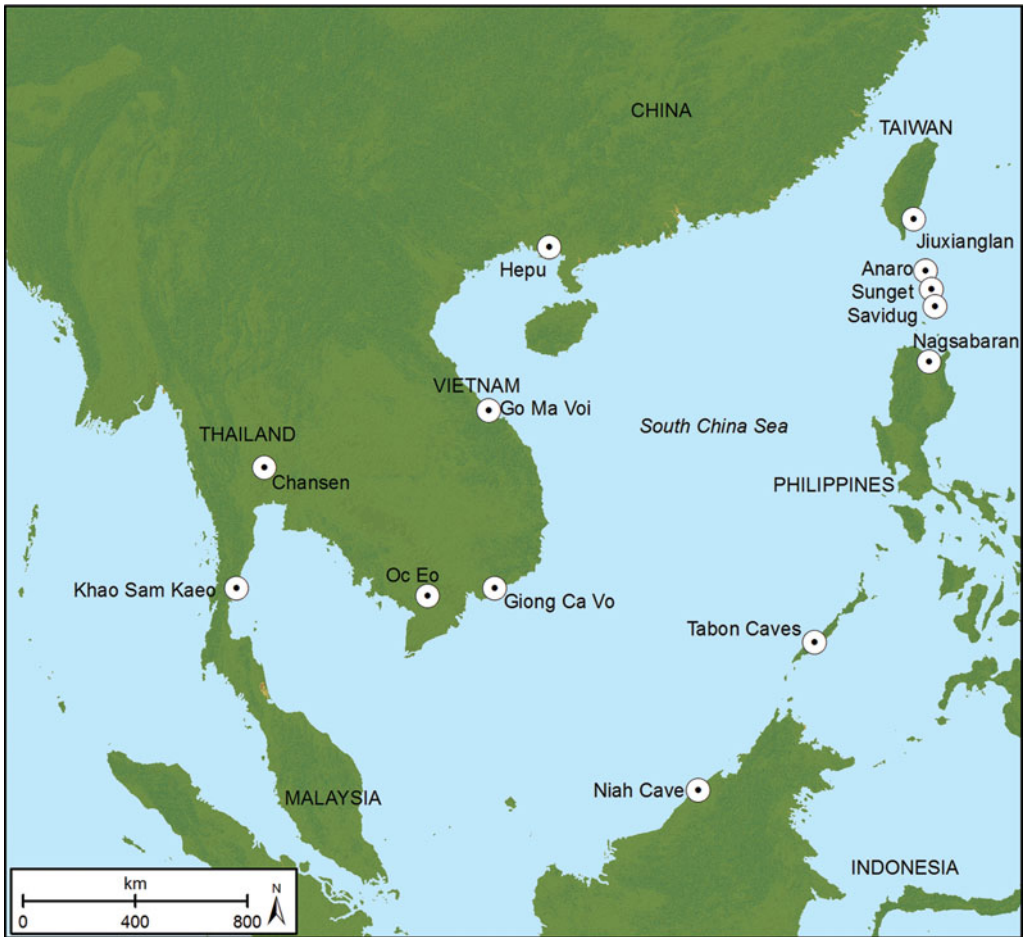 CHINA
TAIWAN
Jiuxianglan
Hepu
Anaro
Sunget
Savidug
Nagsabaran
VIETNAM
Go Ma Voi
South China Sea
THAILAND
Chansen
PHILIPPINES
Khao Sam Kaeo
Oc Eo
Giong Ca Vo
Tabon Caves
Niah Cave
MALAYSIA
INDONESIA
km
N
0 400 800